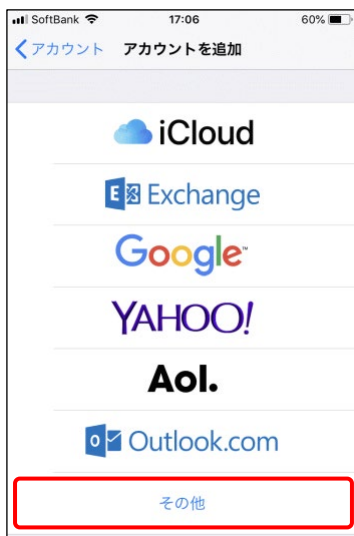 SoftBank 17:06 60%
アカウント アカウントを追加
iCloud
E Exchange
Google
YAHOO!
Aol.
o Outlook.com
その他